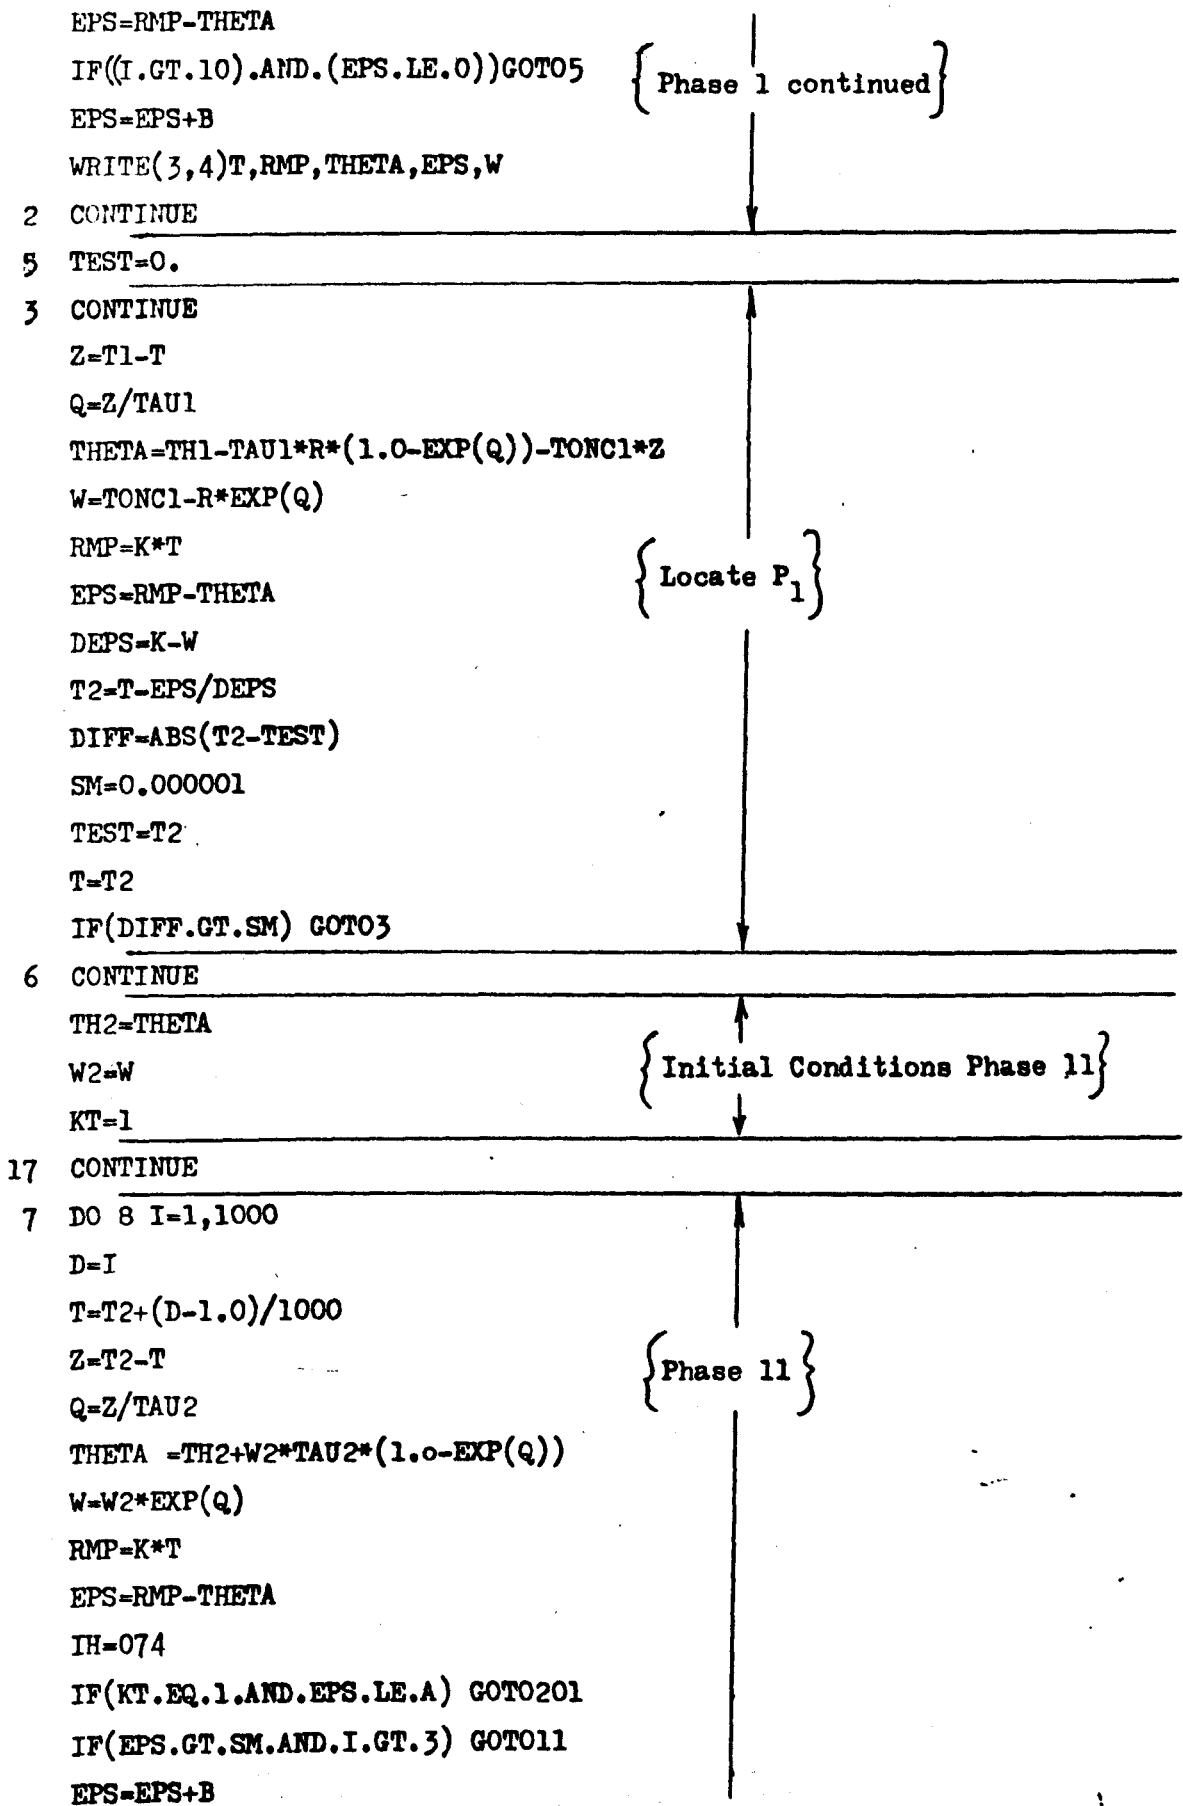 EPS=RMP-THETA
IF((I.GT.10).AND.(EPS.LE.0))GOTO5
{Phase 1 continued}
EPS=EPS+B
WRITE(3,4)T,RMP,THETA,EPS,W
2 CONTINUE
5 TEST=0.
3 CONTINUE
Z=T1-T
Q=Z/TAU1
THETA=TH1-TAU1*R*(1.0-EXP(Q))-TONC1*Z
W=TONC1-R*EXP(Q)
RMP=K*T
{Locate P1}
EPS=RMP-THETA
DEPS=K-W
T2=T-EPS/DEPS
DIFF=ABS(T2-TEST)
SM=0.000001
TEST=T2
T=T2
IF(DIFF.GT.SM) GOTO3
6 CONTINUE
TH2=THETA
W2=W
{Initial Conditions Phase 11}
KT=1
17 CONTINUE
7 DO 8 I=1,1000
D=I
T=T2+(D-1.0)/1000
Z=T2-T
{Phase 11}
Q=Z/TAU2
THETA =TH2+W2*TAU2*(1.o-EXP(Q))
W=W2*EXP(Q)
RMP=K*T
EPS=RMP-THETA
IH=074
IF(KT.EQ.1.AND.EPS.LE.A) GOTO201
IF(EPS.GT.SM.AND.I.GT.3) GOTO11
EPS=EPS+B